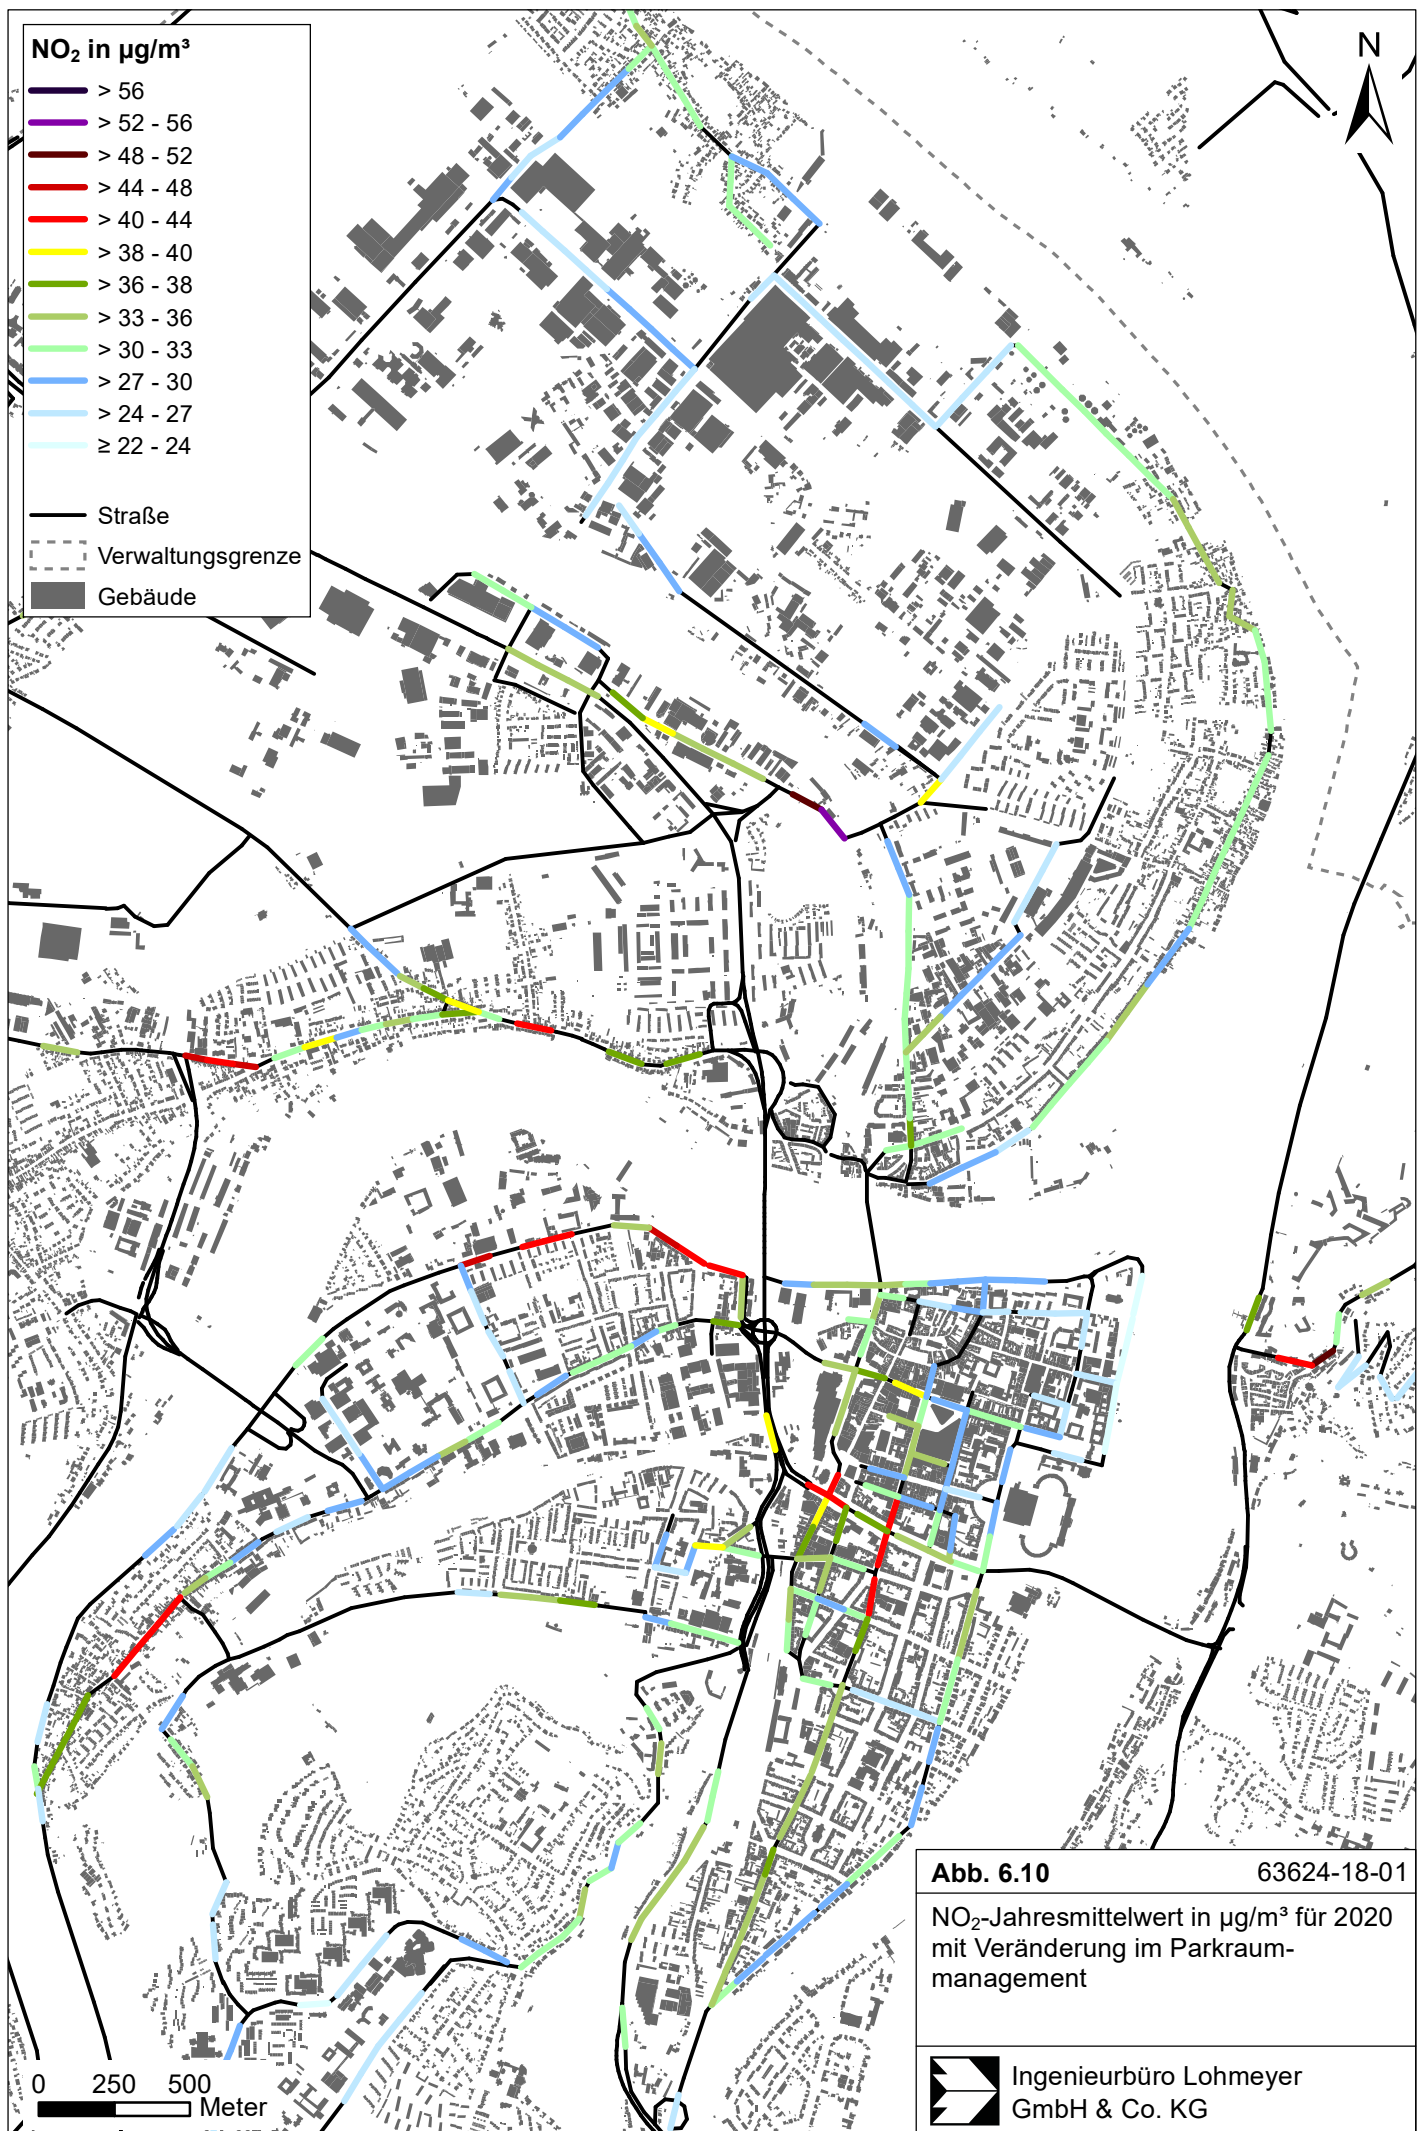 NO₂ in µg/m³
> 56
> 52 - 56
> 48 - 52
> 44 - 48
> 40 - 44
> 38 - 40
> 36 - 38
> 33 - 36
> 30 - 33
> 27 - 30
> 24 - 27
≥ 22 - 24
Straße
Verwaltungsgrenze
Gebäude
N
0 250 500
Meter
Abb. 6.10 63624-18-01
NO₂-Jahresmittelwert in µg/m³ für 2020
mit Veränderung im Parkraum-
management
Ingenieurbüro Lohmeyer
GmbH & Co. KG